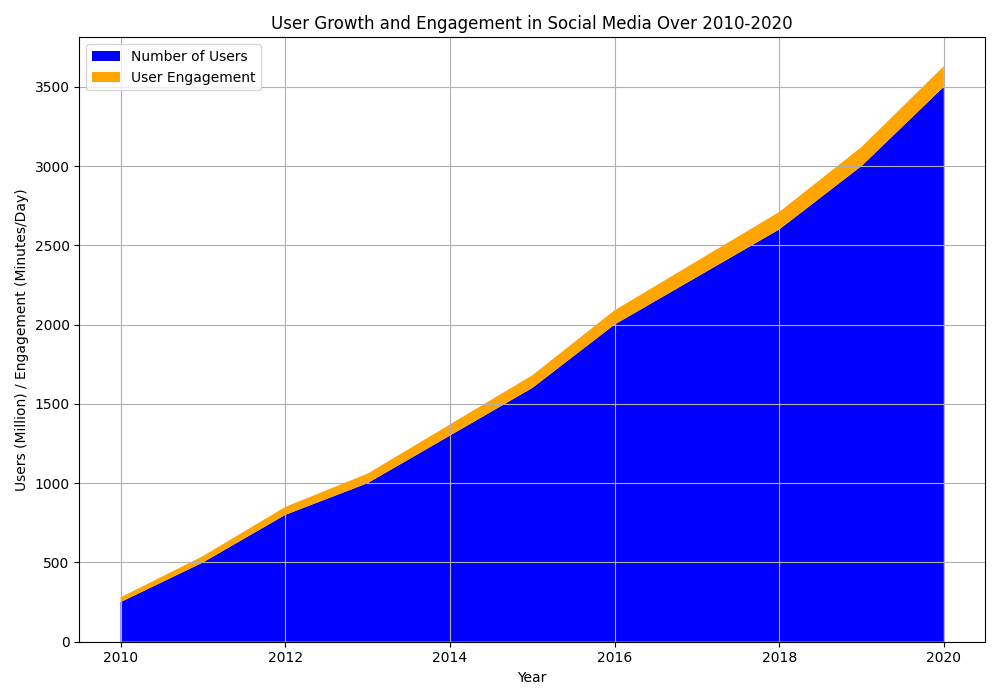 User Growth and Engagement in Social Media Over 2010-2020
Number of Users
User Engagement
Users (Million) / Engagement (Minutes/Day)
3500
3000
2500
2000
1500
1000
500
0
2010 2012 2014 2016 2018 2020
Year